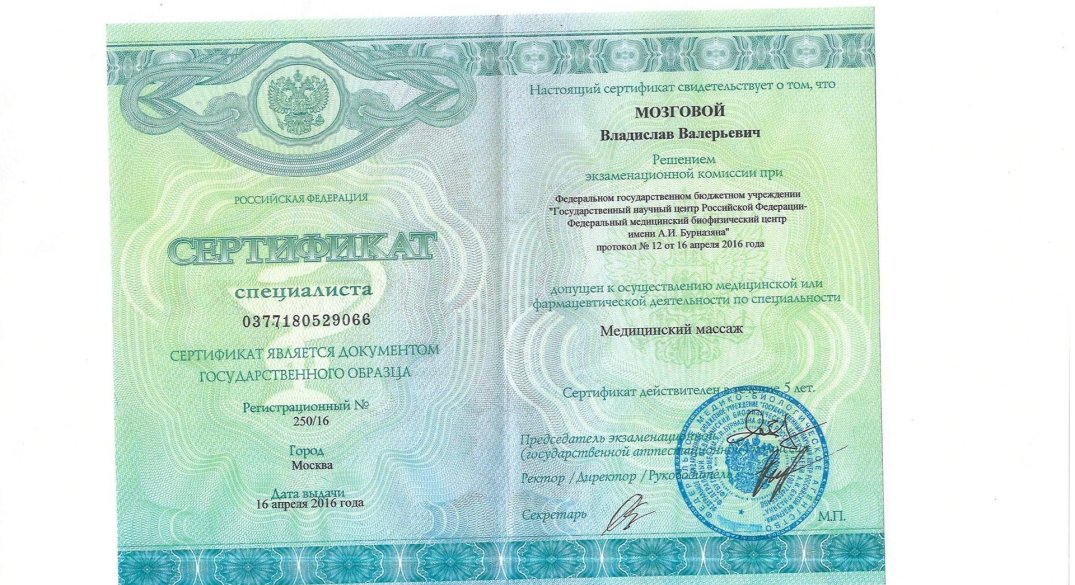 РОССИЙСКАЯ ФЕДЕРАЦИЯ
СЕРТИФИКАТ
специалиста
0377180529066
СЕРТИФИКАТ ЯВЛЯЕТСЯ ДОКУМЕНТОМ
ГОСУДАРСТВЕННОГО ОБРАЗЦА
Регистрационный №
250/16
Город
Москва
Дата выдачи
16 апреля 2016 года
Настоящий сертификат свидетельствует о том, что
МОЗГОВОЙ
Владислав Валерьевич
Решением
экзаменационной комиссии при
Федеральном государственном бюджетном учреждении
"Государственный научный центр Российской Федерации-
Федеральный медицинский биофизический центр
имени А.И. Бурназяна"
протокол № 12 от 16 апреля 2016 года
допущен к осуществлению медицинской или
фармацевтической деятельности по специальности
Медицинский массаж
Сертификат действителен в течение 5 лет.
Председатель экзаменационной
(государственной аттестационной)
Ректор /Директор /Руководитель
Секретарь
М.П.
ФЕДЕРАЛЬНОЕ МЕДИКО-БИОЛОГИЧЕСКОЕ АГЕНТСТВО